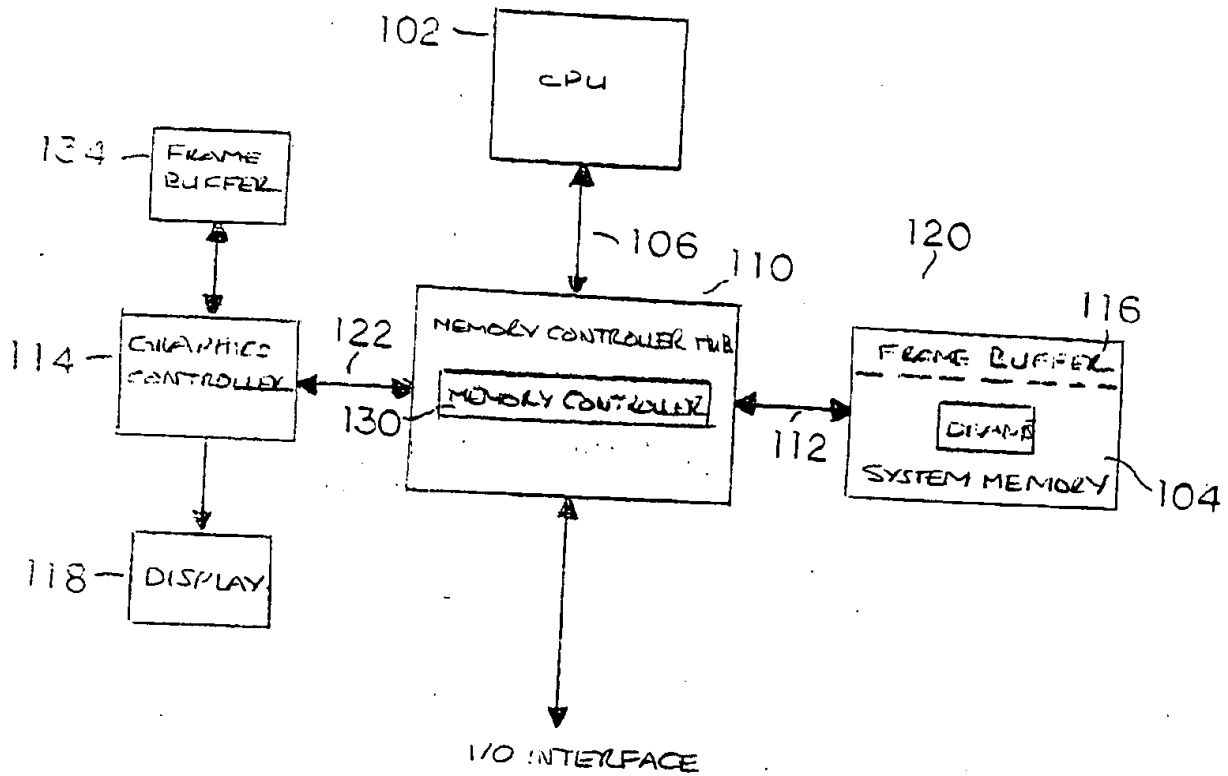 102
CPU
134
FRAME
BUFFER
106
110
120
116
MEMORY CONTROLLER HUB
FRAME BUFFER
114
GRAPHICS
CONTROLLER
122
130
MEMORY CONTROLLER
112
SYSTEM MEMORY
104
118
DISPLAY
I/O INTERFACE